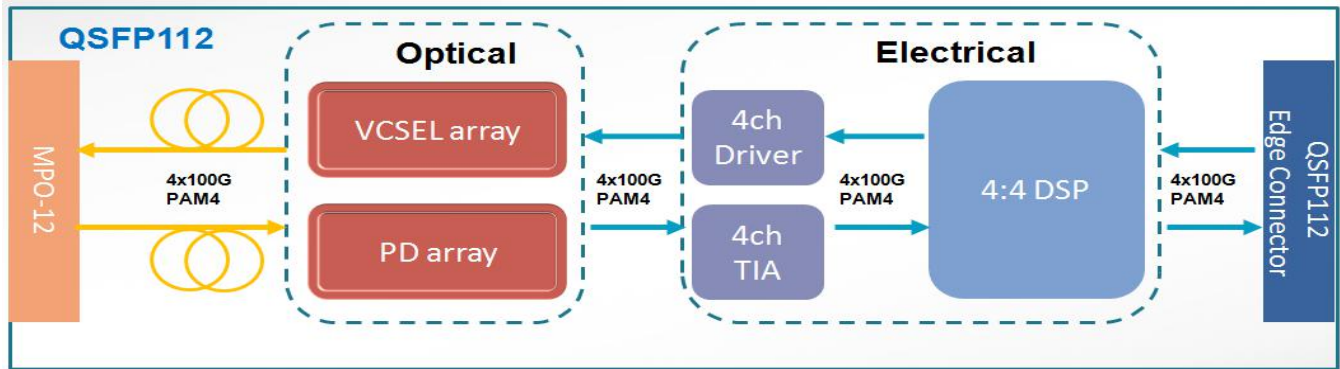 QSFP112
Optical
Electrical
MPO-12
4x100G
PAM4
VCSEL array
PD array
4x100G
PAM4
4ch
Driver
4ch
TIA
4x100G
PAM4
4:4 DSP
4x100G
PAM4
QSFP112
Edge Connector